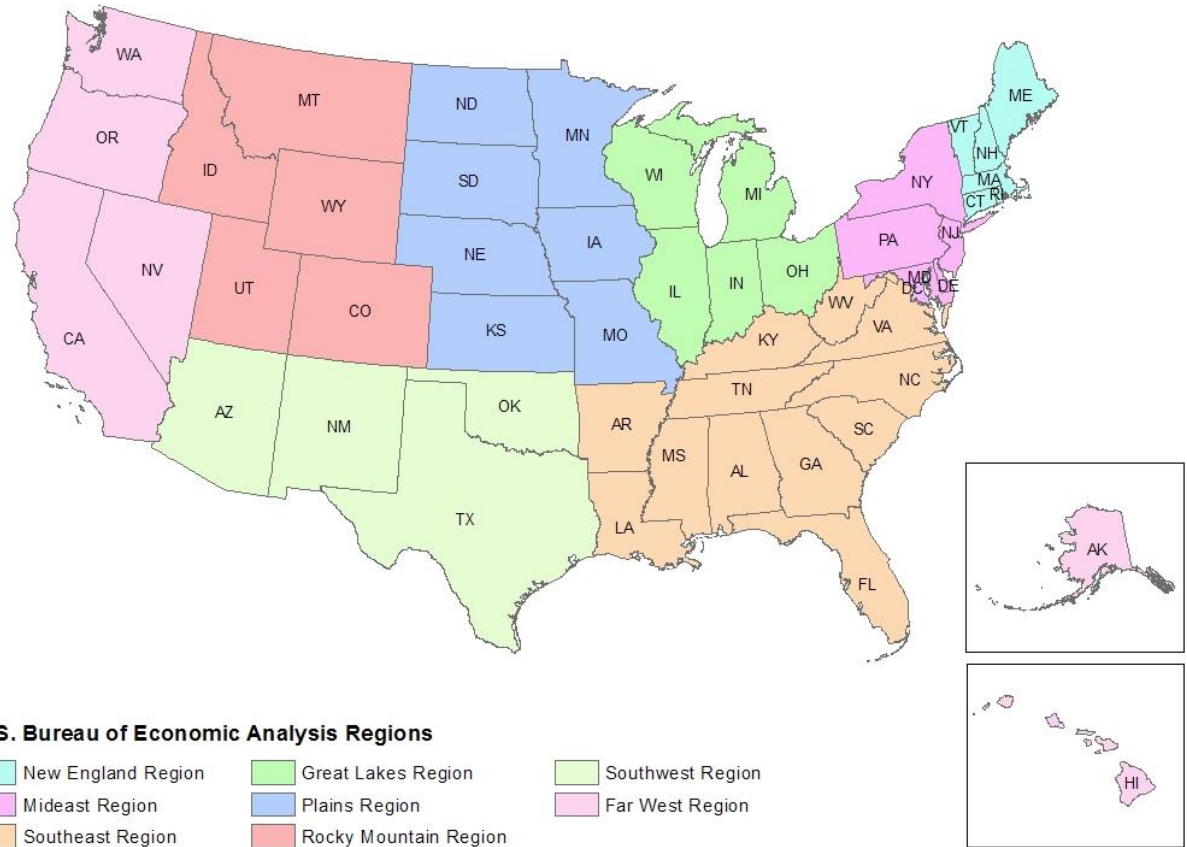 WA
MT
ND
MN
ME
OR
ID
SD
WI
MI
VT
NH
NY
MA
RI
CT
WY
NE
IA
PA
NJ
NV
UT
CO
IL
IN
OH
MD
DC
DE
CA
KS
MO
WV
VA
KY
AZ
NM
OK
AR
TN
NC
SC
MS
AL
GA
TX
LA
FL
AK
HI
S. Bureau of Economic Analysis Regions
New England Region
Great Lakes Region
Southwest Region
Mideast Region
Plains Region
Far West Region
Southeast Region
Rocky Mountain Region